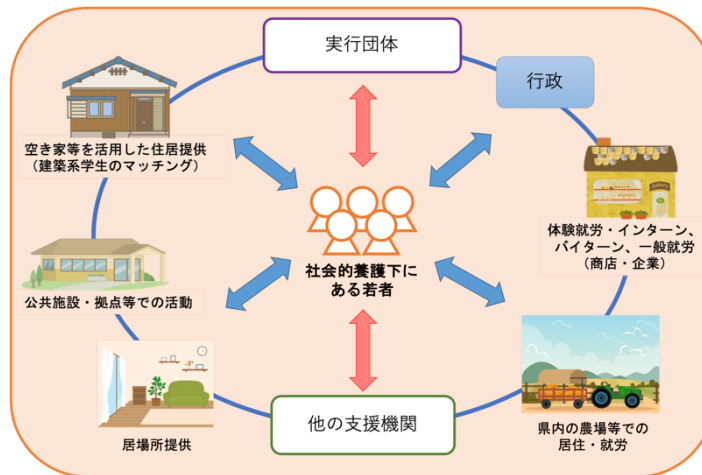 実行団体
行政
空き家等を活用した住居提供
（建築系学生のマッチング）
体験就労・インターン、
バイターン、一般就労
（商店・企業）
社会的養護下に
ある若者
公共施設・拠点等での活動
居場所提供
他の支援機関
県内の農場等での
居住・就労